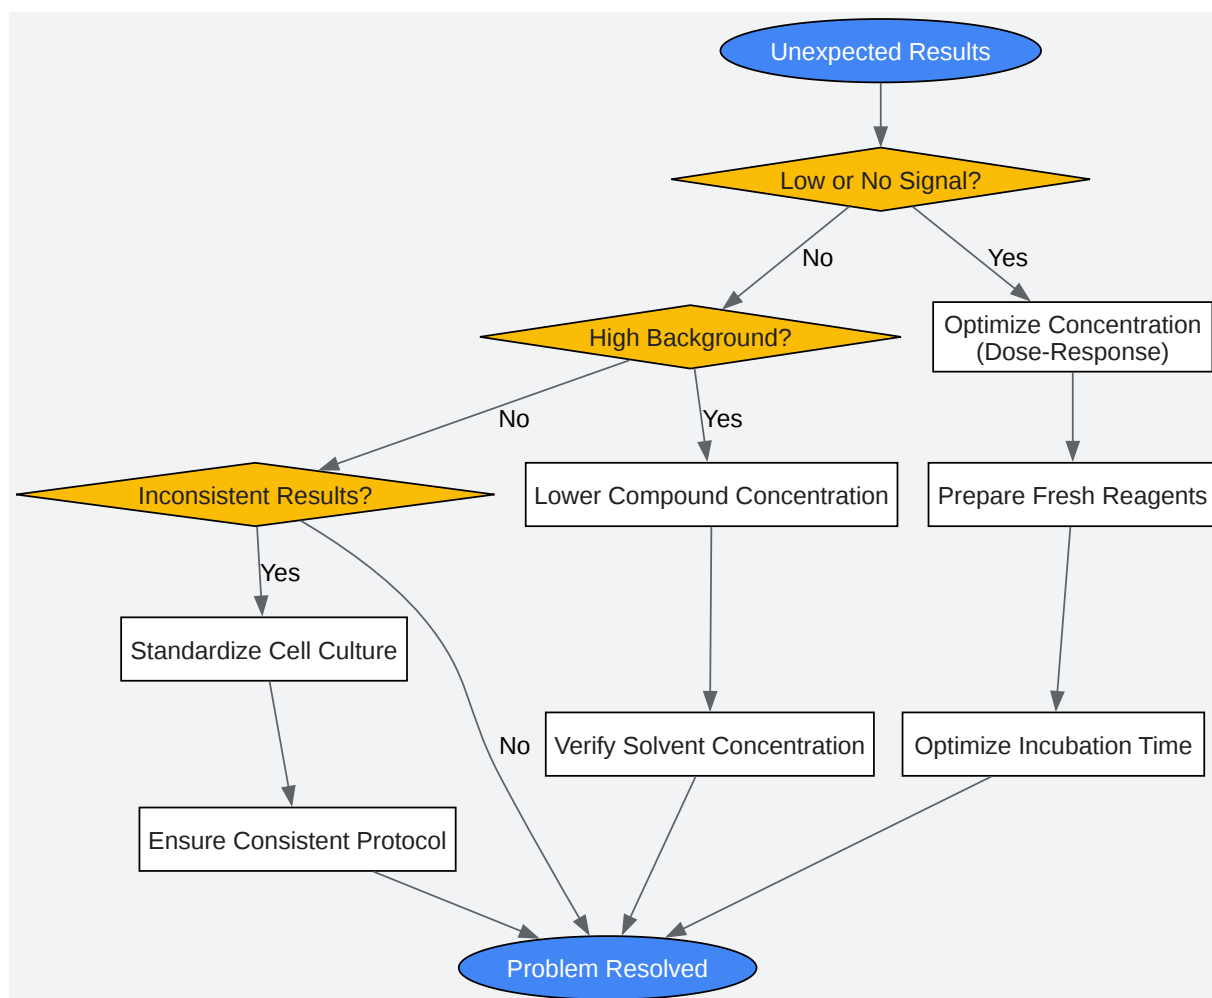 Unexpected Results
Low or No Signal?
No
Yes
High Background?
Optimize Concentration
(Dose-Response)
No
Yes
Inconsistent Results?
Lower Compound Concentration
Prepare Fresh Reagents
Yes
Standardize Cell Culture
No
Verify Solvent Concentration
Optimize Incubation Time
Ensure Consistent Protocol
Problem Resolved